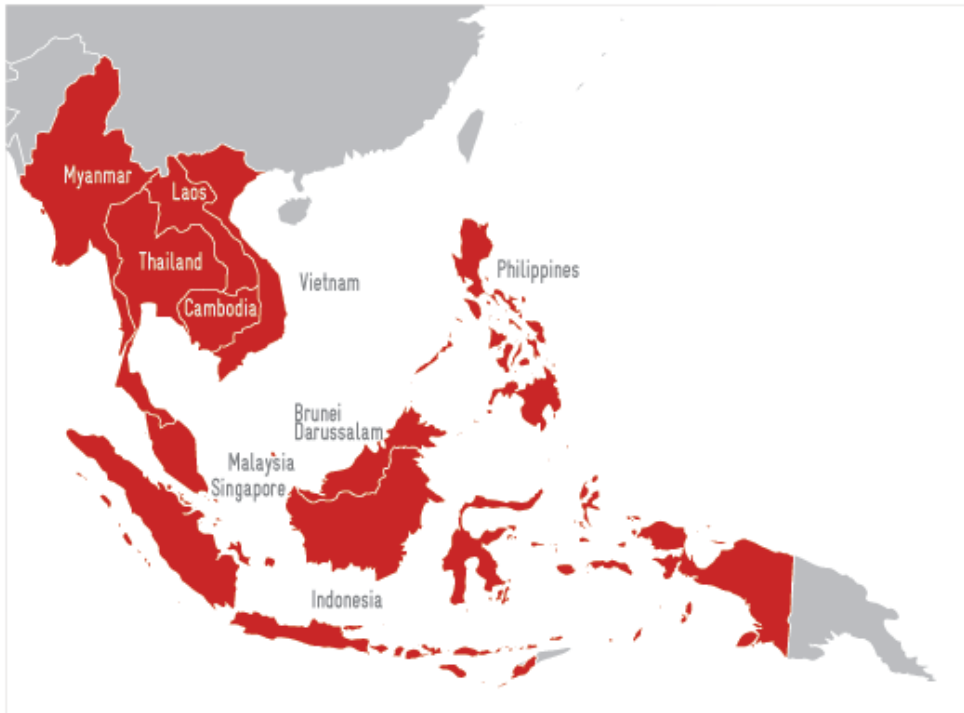 Myanmar
Laos
Thailand
Vietnam
Cambodia
Philippines
Brunei
Darussalam
Malaysia
Singapore
Indonesia